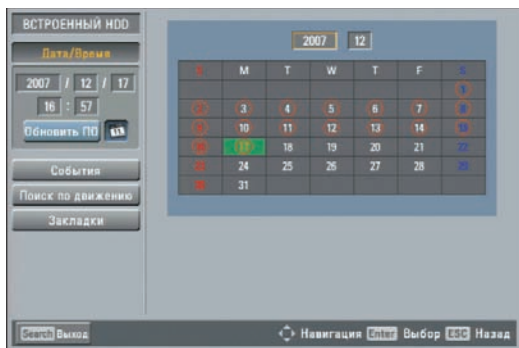 ВСТРОЕННЫЙ HDD
Дата/Время
2007 / 12 / 17
16 : 57
Обновить ПО
События
Поиск по движению
Закладки
2007 12
S M T W T F S
1
2 3 4 5 6 7 8
9 10 11 12 13 14 15
16 17 18 19 20 21 22
23 24 25 26 27 28 29
30 31
Search Выход
Навигация Enter Выбор ESC Назад